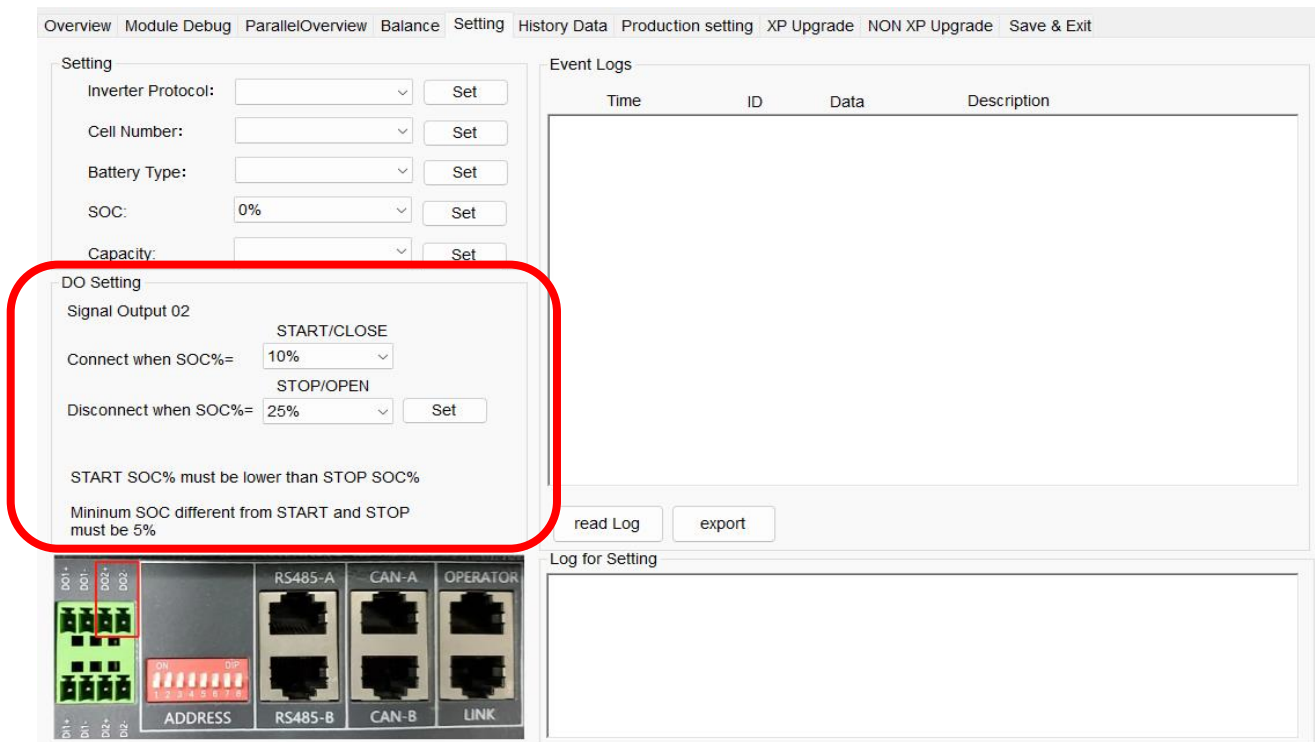 Overview Module Debug ParallelOverview Balance Setting History Data Production setting XP Upgrade NON XP Upgrade Save & Exit
Setting
Inverter Protocol: Set
Cell Number: Set
Battery Type: Set
SOC: 0% Set
Capacity: Set
DO Setting
Signal Output 02
START/CLOSE
Connect when SOC%= 10%
STOP/OPEN
Disconnect when SOC%= 25% Set
START SOC% must be lower than STOP SOC%
Mininum SOC different from START and STOP
must be 5%
DO1+ DO1- DO2+ DO2-
RS485-A CAN-A OPERATOR
ON DIP
1 2 3 4 5 6 7 8
ADDRESS RS485-B CAN-B LINK
DI1+ DI1- DI2+ DI2-
Event Logs
Time ID Data Description
read Log export
Log for Setting